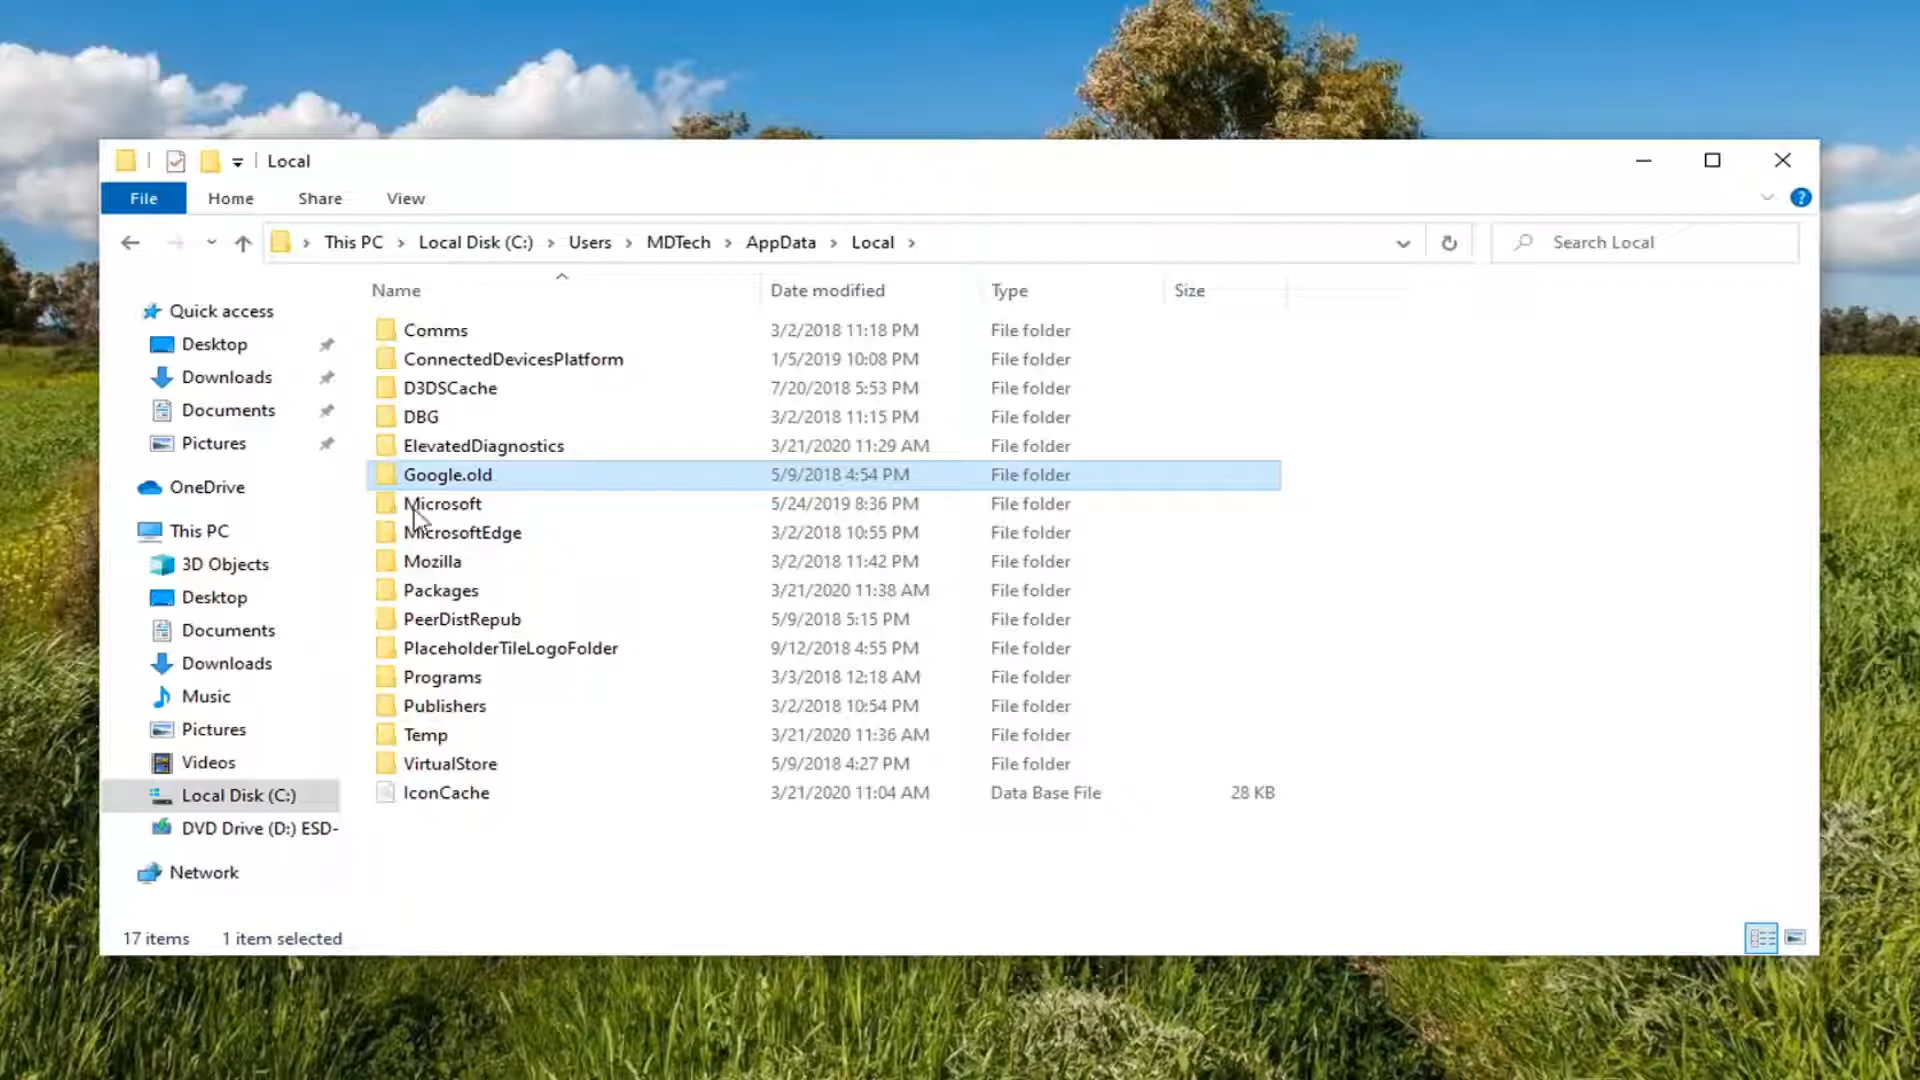 Local
File Home Share View
This PC Local Disk (C:) Users MDTech AppData Local Search Local
Name Date modified Type Size
Quick access
Desktop
Downloads
Documents
Pictures
OneDrive
This PC
3D Objects
Desktop
Documents
Downloads
Music
Pictures
Videos
Local Disk (C:)
DVD Drive (D:) ESD-
Network
Comms 3/2/2018 11:18 PM File folder
ConnectedDevicesPlatform 1/5/2019 10:08 PM File folder
D3DSCache 7/20/2018 5:53 PM File folder
DBG 3/2/2018 11:15 PM File folder
ElevatedDiagnostics 3/21/2020 11:29 AM File folder
Google.old 5/9/2018 4:54 PM File folder
Microsoft 5/24/2019 8:36 PM File folder
MicrosoftEdge 3/2/2018 10:55 PM File folder
Mozilla 3/2/2018 11:42 PM File folder
Packages 3/21/2020 11:38 AM File folder
PeerDistRepub 5/9/2018 5:15 PM File folder
PlaceholderTileLogoFolder 9/12/2018 4:55 PM File folder
Programs 3/3/2018 12:18 AM File folder
Publishers 3/2/2018 10:54 PM File folder
Temp 3/21/2020 11:36 AM File folder
VirtualStore 5/9/2018 4:27 PM File folder
IconCache 3/21/2020 11:04 AM Data Base File 28 KB
17 items 1 item selected